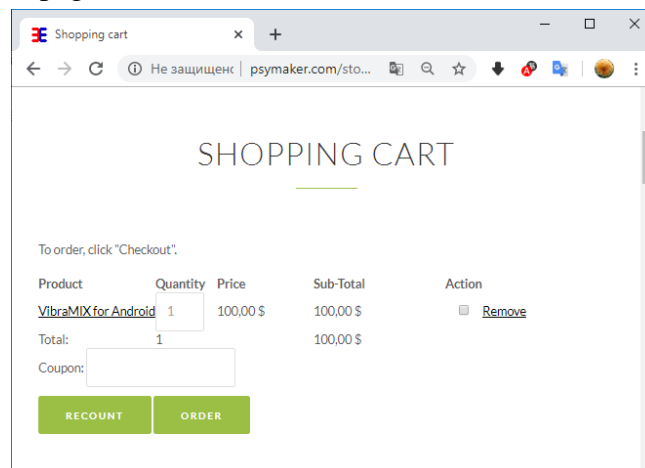 Shopping cart
Не защищенс psymaker.com/sto...
SHOPPING CART
To order, click "Checkout".
Product Quantity Price Sub-Total Action
VibraMIX for Android 1 100,00 $ 100,00 $ Remove
Total: 1 100,00 $
Coupon:
RECOUNT ORDER